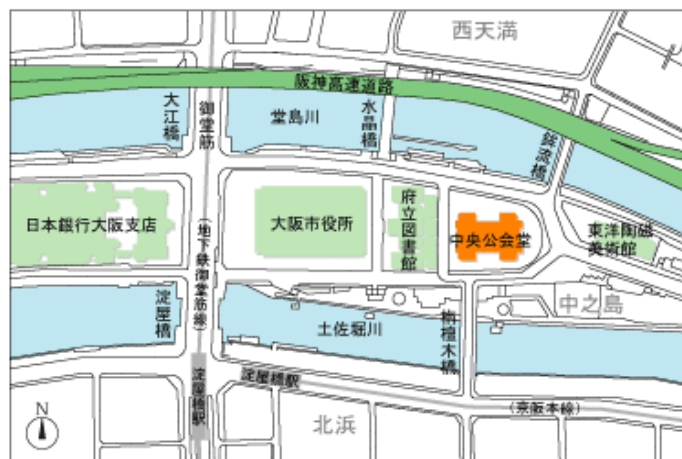 西天満
阪神高速道路
大江橋
御堂筋
堂島川
水晶橋
鉾流橋
日本銀行大阪支店
(地下鉄御堂筋線)
大阪市役所
府立図書館
中央公会堂
東洋陶磁
美術館
淀屋橋
土佐堀川
栴檀木橋
中之島
淀屋橋駅
淀屋橋駅
(京阪本線)
北浜
N